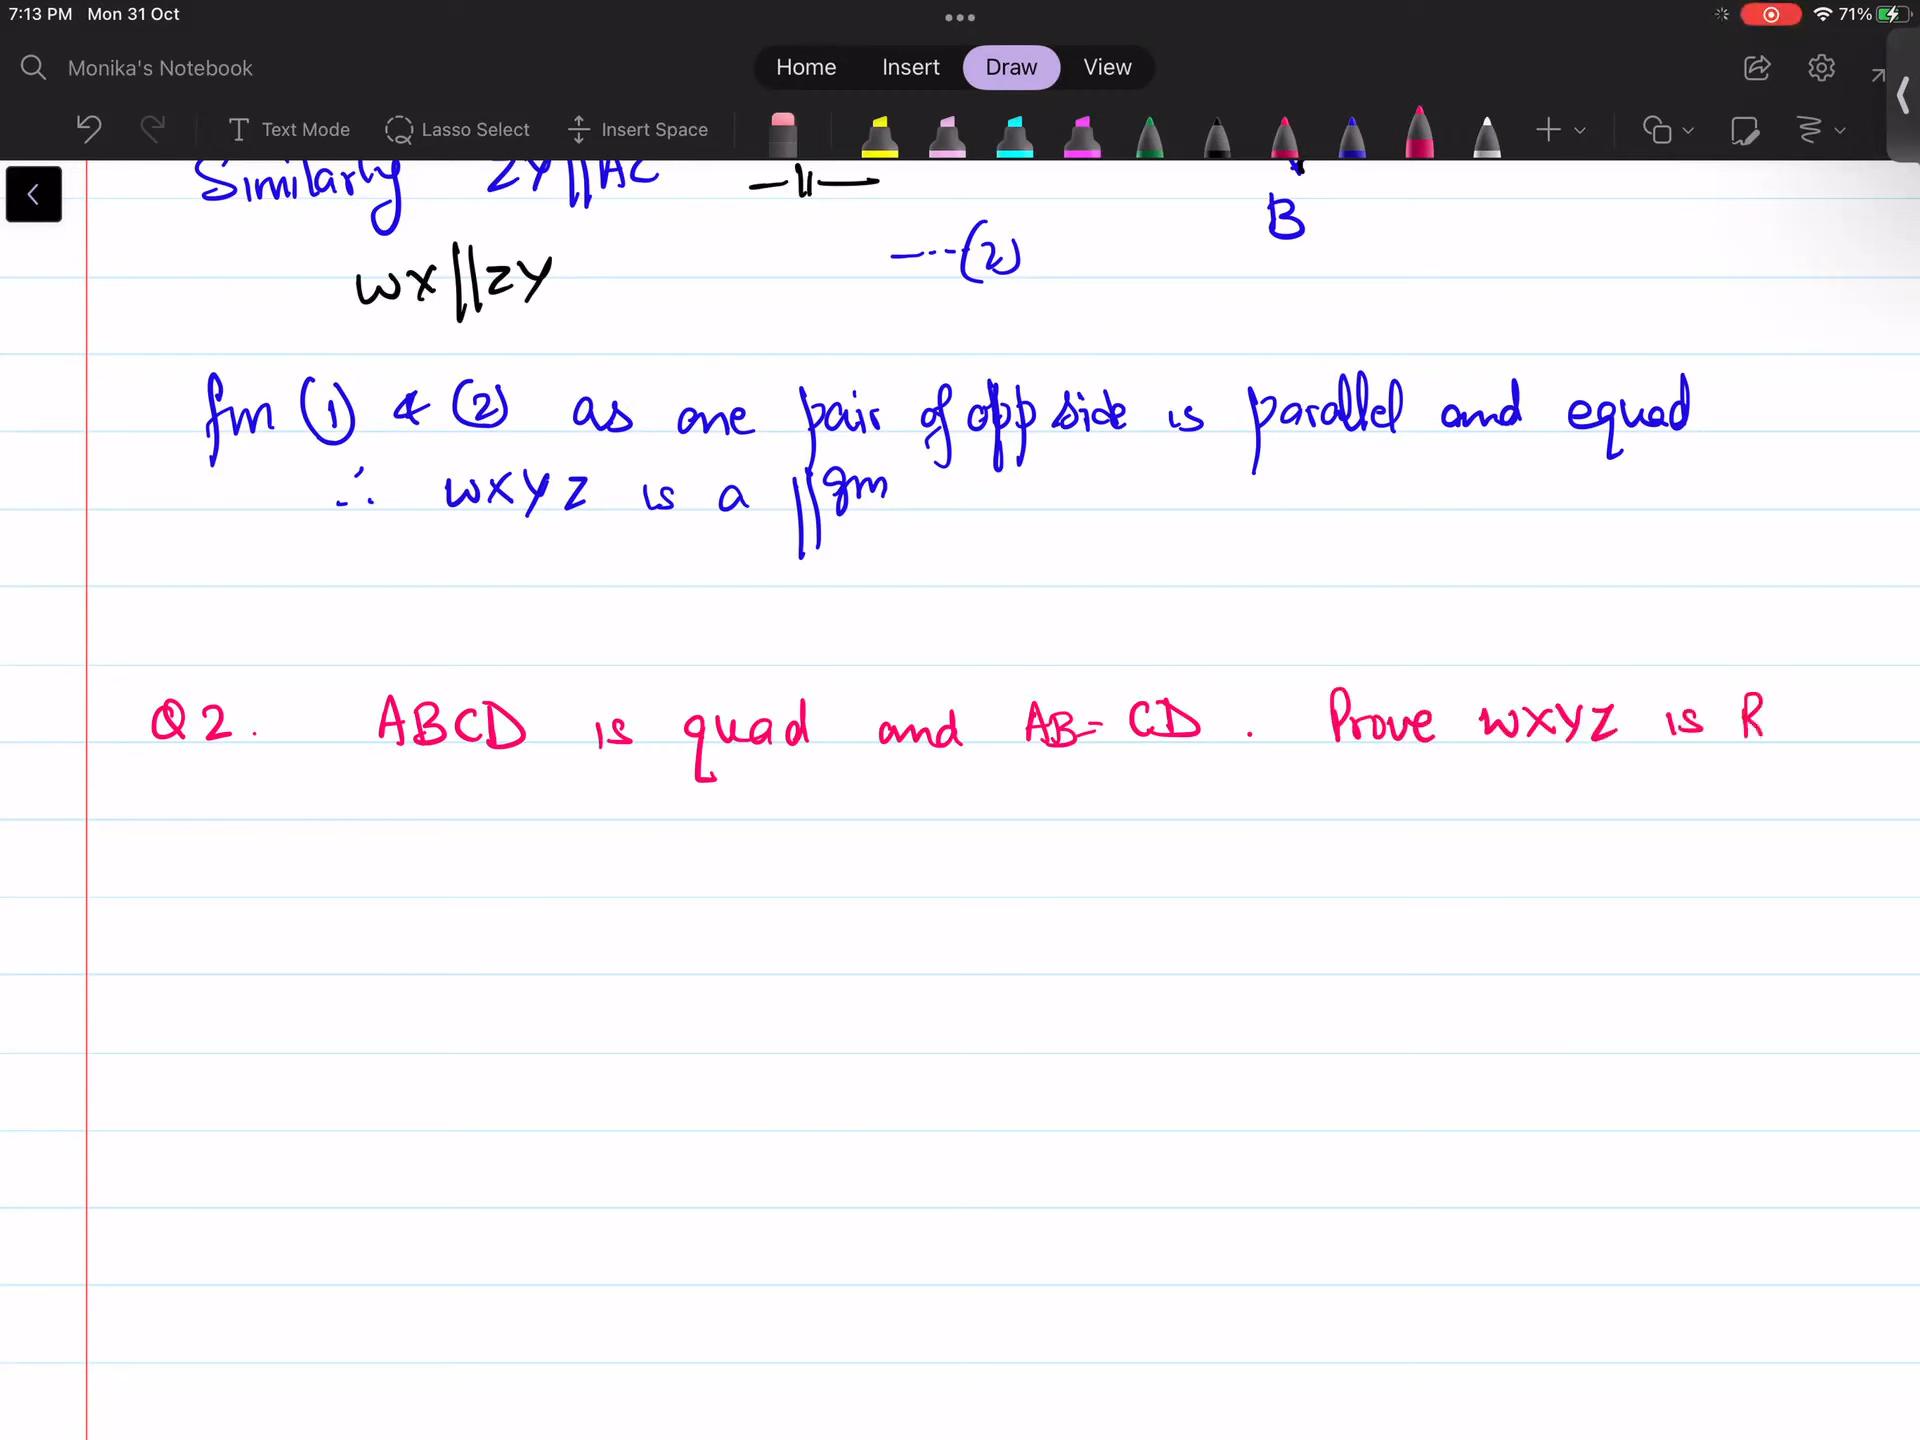 7:13 PM Mon 31 Oct
71%
Monika's Notebook
Home Insert Draw View
Text Mode Lasso Select Insert Space
Similarly ZY||AC
B
---(2)
WX||ZY
fm (1) & (2) as one pair of opp side is parallel and equal
∴ WXYZ is a ||gm
Q2. ABCD is quad and AB=CD. Prove WXYZ is R